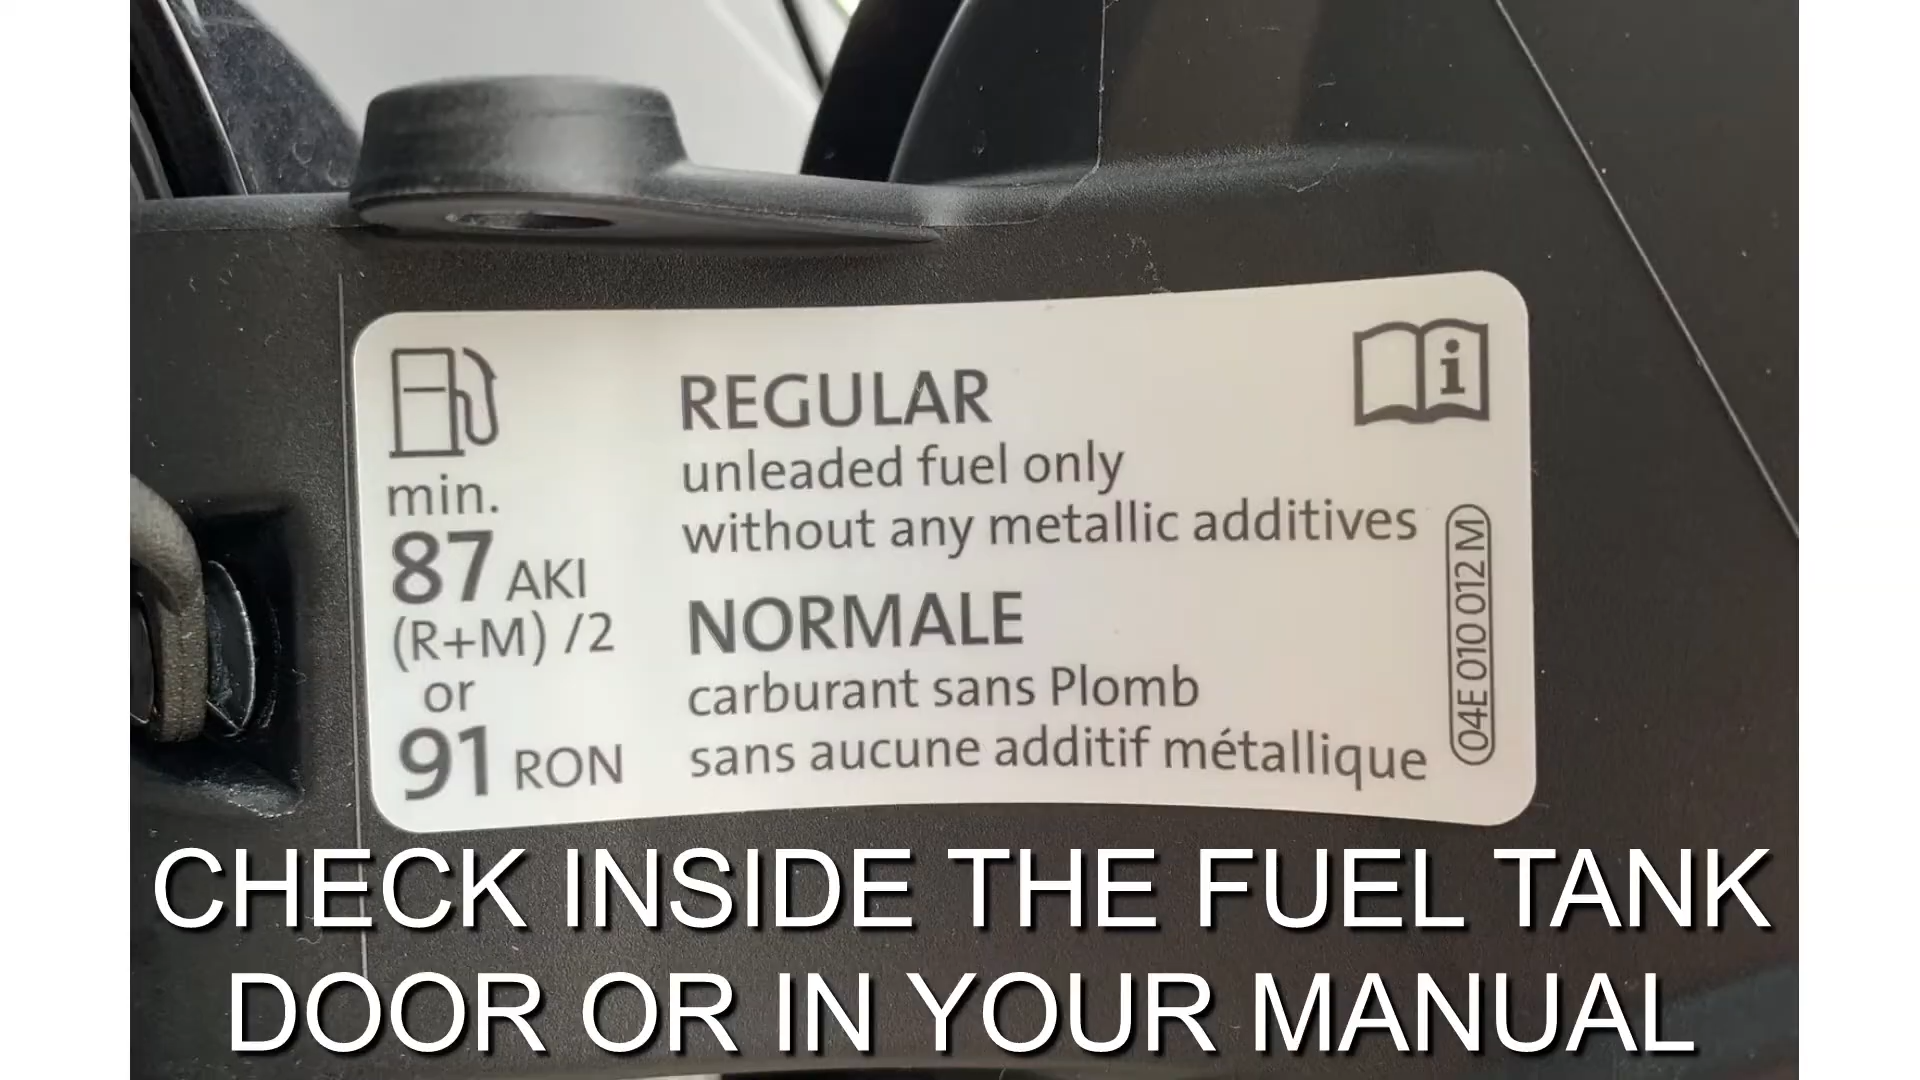 REGULAR
unleaded fuel only
without any metallic additives
min.
87 AKI
(R+M) /2
or
91 RON
NORMALE
carburant sans Plomb
sans aucune additif métallique
04E 010 012 M
CHECK INSIDE THE FUEL TANK
DOOR OR IN YOUR MANUAL